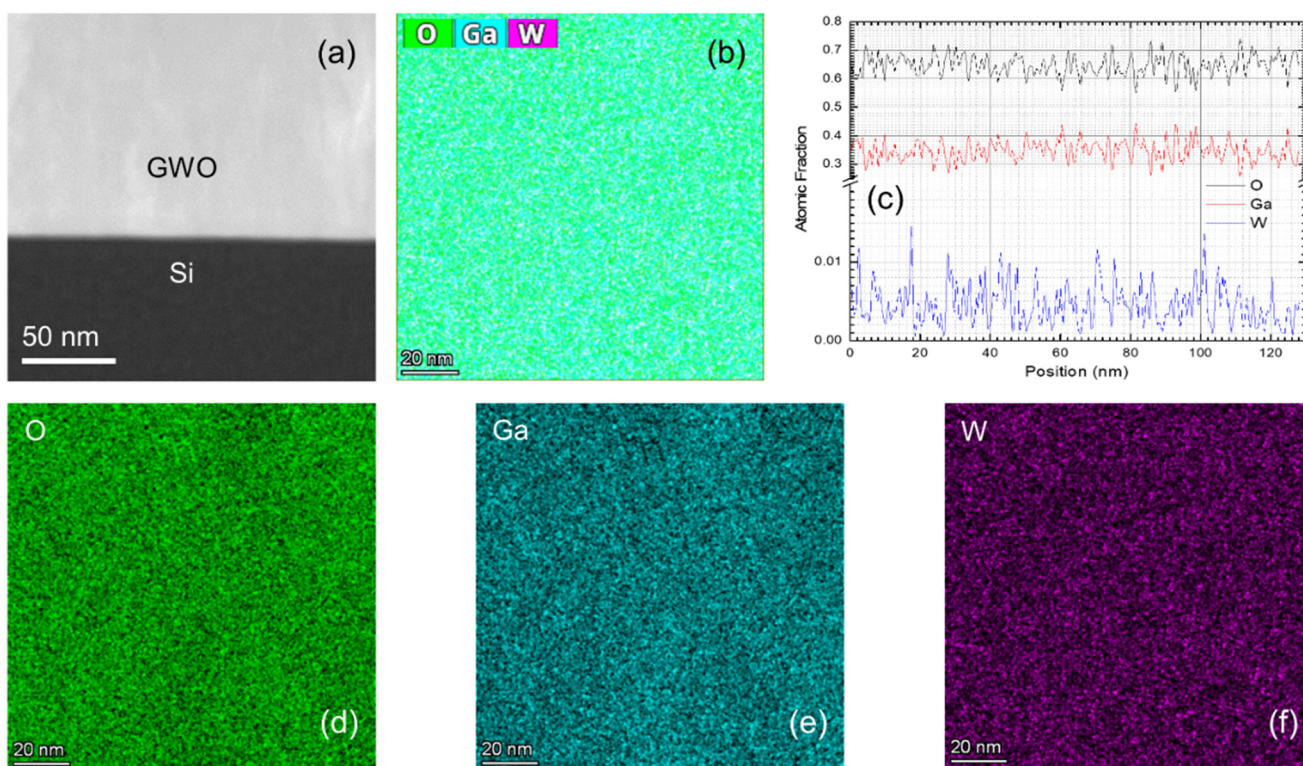 (a)
GWO
Si
50 nm
O Ga W
(b)
20 nm
0.8
0.7
0.6
0.5
0.4
0.3
0.01
0.00
Atomic Fraction
(c)
O
Ga
W
0 20 40 60 80 100 120
Position (nm)
O
20 nm
(d)
Ga
20 nm
(e)
W
20 nm
(f)